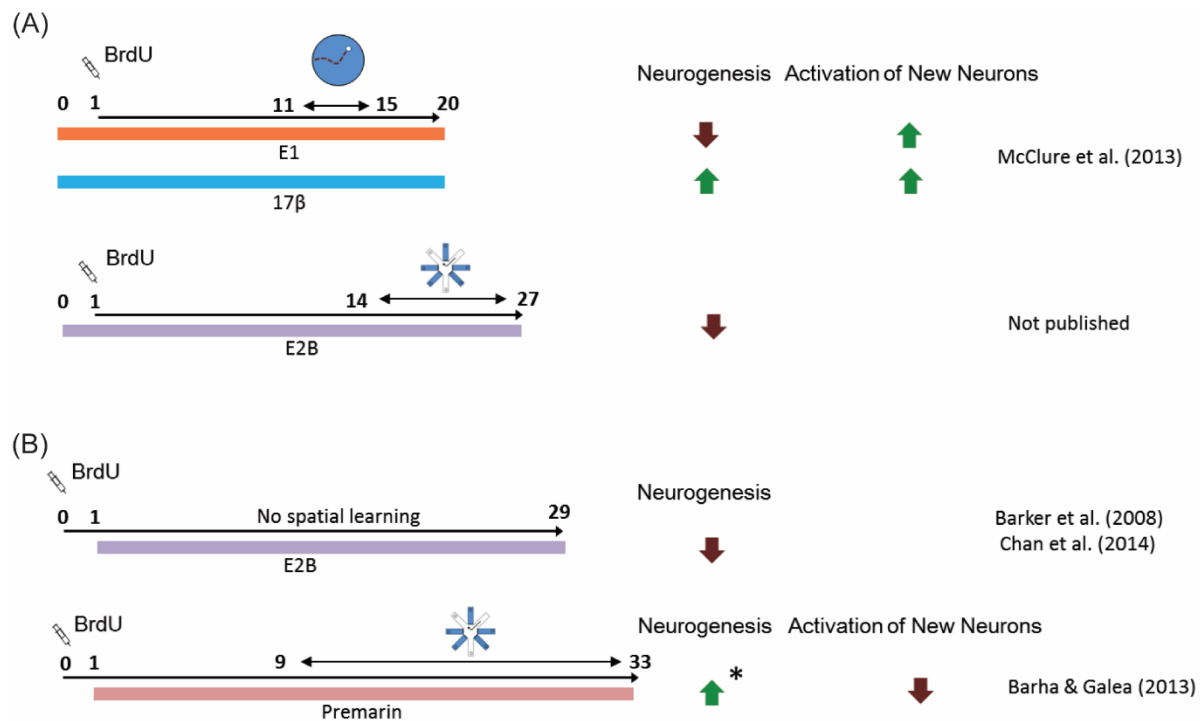 (A)
BrdU
Neurogenesis Activation of New Neurons
0 1 11 15 20
E1
McClure et al. (2013)
17β
BrdU
0 1 14 27
E2B
Not published
(B)
BrdU
Neurogenesis
0 1 No spatial learning 29
Barker et al. (2008)
Chan et al. (2014)
E2B
BrdU
Neurogenesis Activation of New Neurons
0 1 9 33
*
Barha & Galea (2013)
Premarin